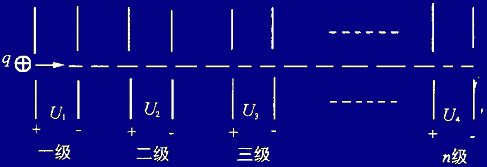 q ⊕
U₁ U₂ U₃ U₄
+ - + - + - + -
一级 二级 三级 n级